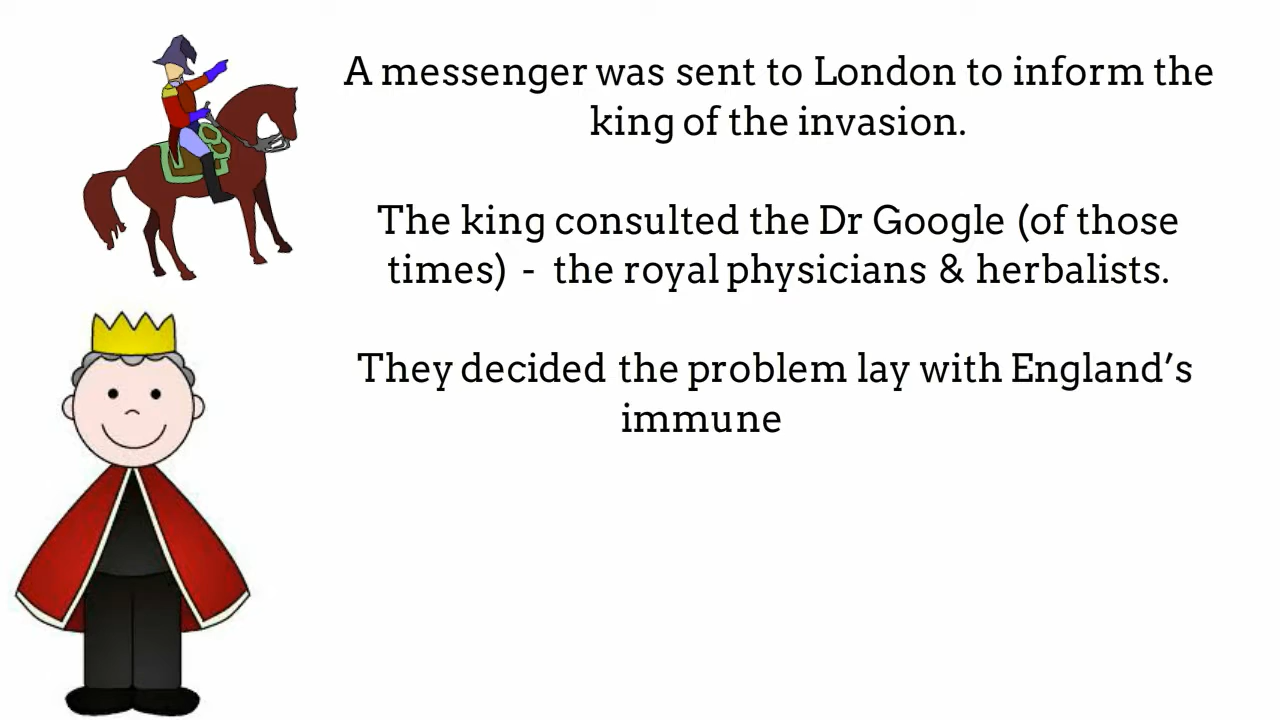 A messenger was sent to London to inform the
king of the invasion.
The king consulted the Dr Google (of those
times) - the royal physicians & herbalists.
They decided the problem lay with England’s
immune